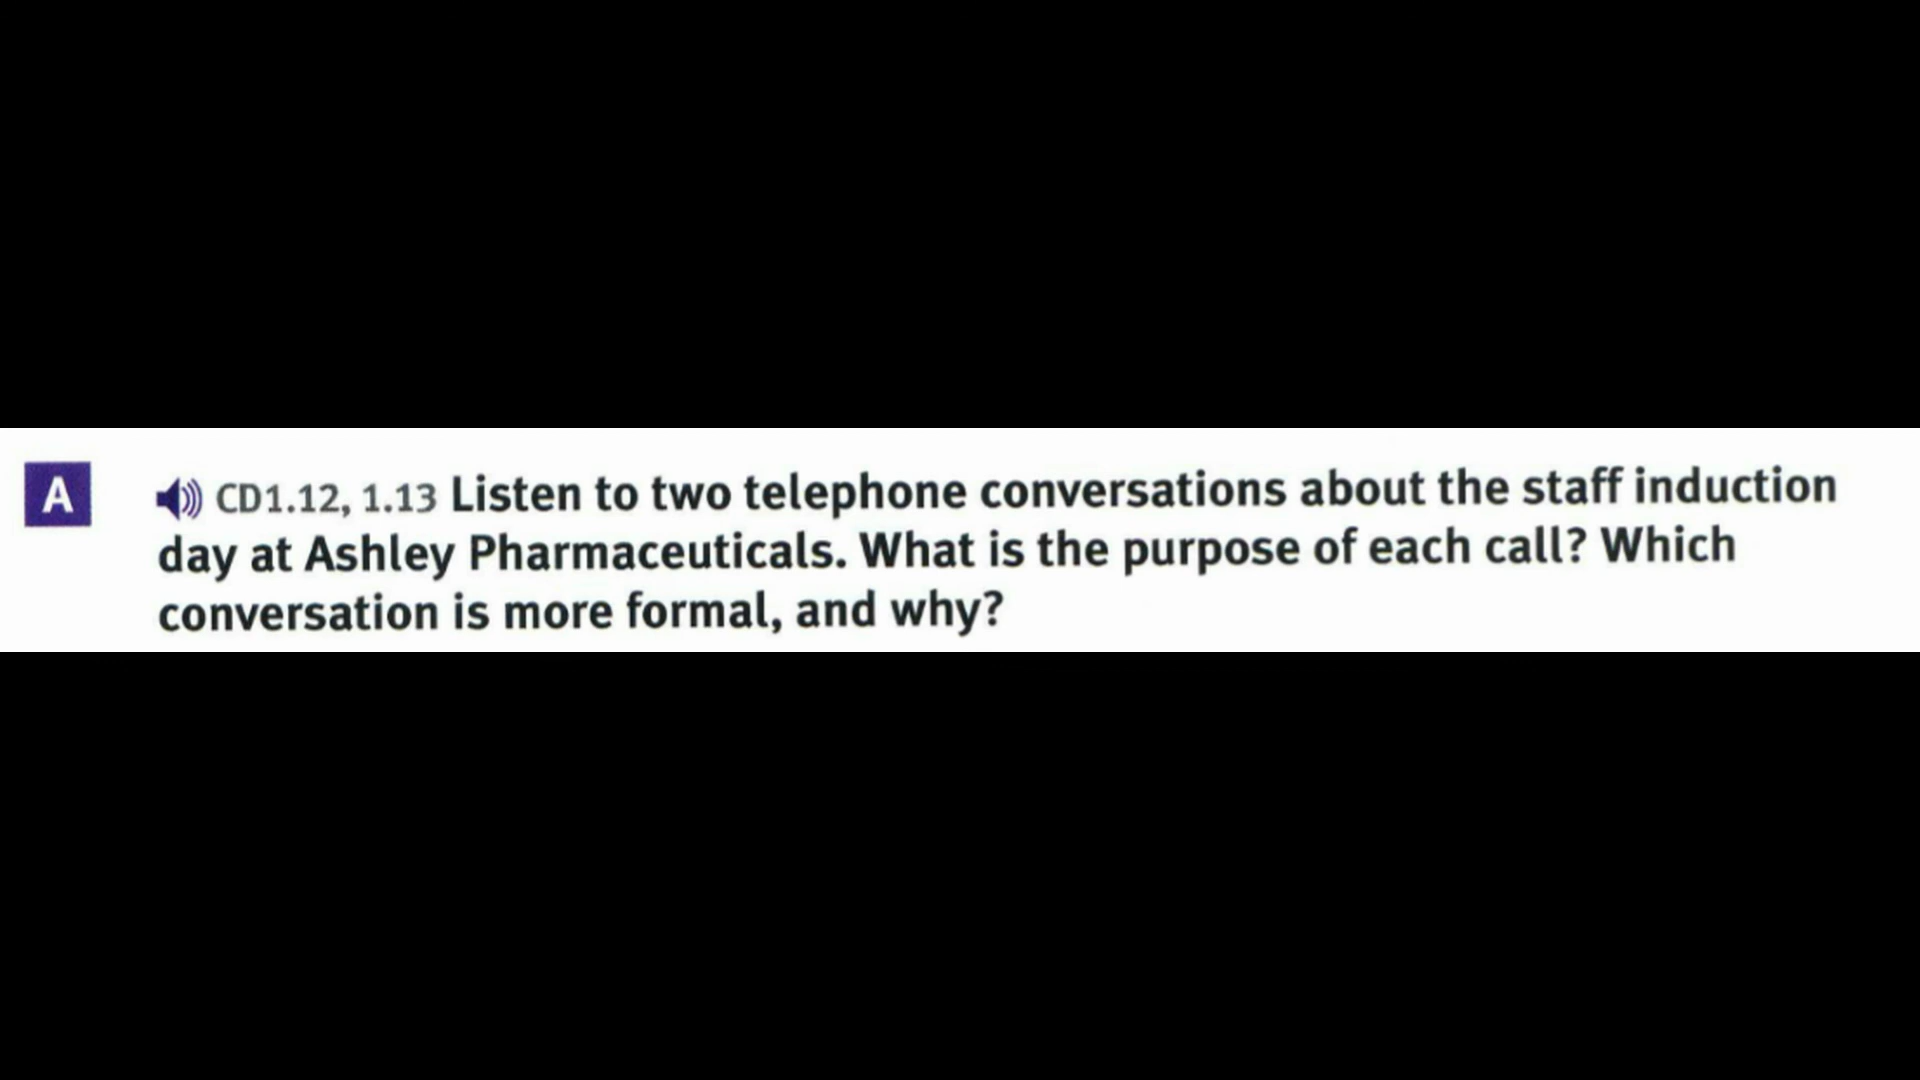 A CD1.12, 1.13 Listen to two telephone conversations about the staff induction
day at Ashley Pharmaceuticals. What is the purpose of each call? Which
conversation is more formal, and why?